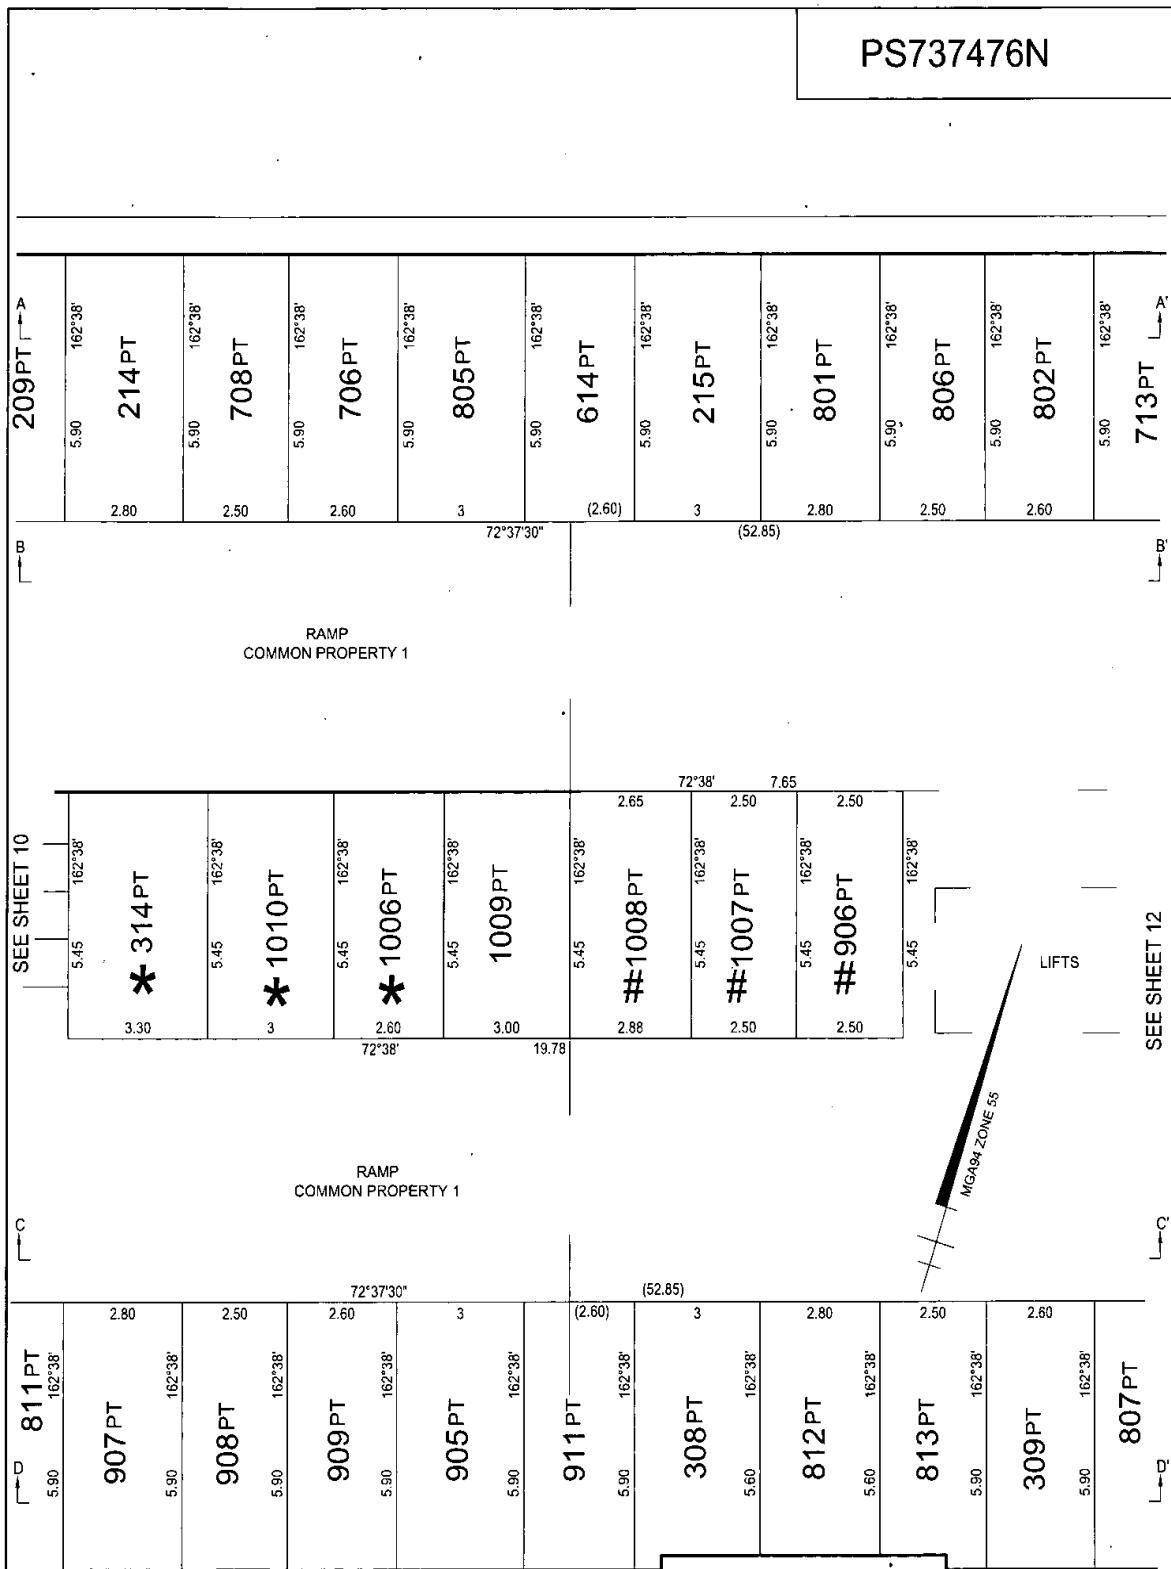 PS737476N
A
A'
209PT
162°38'
5.90
214PT
162°38'
5.90
708PT
162°38'
5.90
706PT
162°38'
5.90
805PT
162°38'
5.90
614PT
162°38'
5.90
215PT
162°38'
5.90
801PT
162°38'
5.90
806PT
162°38'
5.90
802PT
162°38'
5.90
713PT
2.80
2.50
2.60
3
(2.60)
3
2.80
2.50
2.60
72°37'30"
(52.85)
B
B'
RAMP
COMMON PROPERTY 1
72°38'
7.65
2.65
2.50
2.50
SEE SHEET 10
162°38'
5.45
* 314PT
162°38'
5.45
* 1010PT
162°38'
5.45
* 1006PT
162°38'
5.45
1009PT
162°38'
5.45
#1008PT
162°38'
5.45
#1007PT
162°38'
5.45
#906PT
162°38'
5.45
LIFTS
SEE SHEET 12
3.30
3
2.60
3.00
2.88
2.50
2.50
72°38'
19.78
MGA94 ZONE 55
RAMP
COMMON PROPERTY 1
C
C'
72°37'30"
(52.85)
2.80
2.50
2.60
3
(2.60)
3
2.80
2.50
2.60
811PT
162°38'
5.90
907PT
162°38'
5.90
908PT
162°38'
5.90
909PT
162°38'
5.90
905PT
162°38'
5.90
911PT
162°38'
5.90
308PT
162°38'
5.60
812PT
162°38'
5.60
813PT
162°38'
5.90
309PT
162°38'
5.90
807PT
D
D'